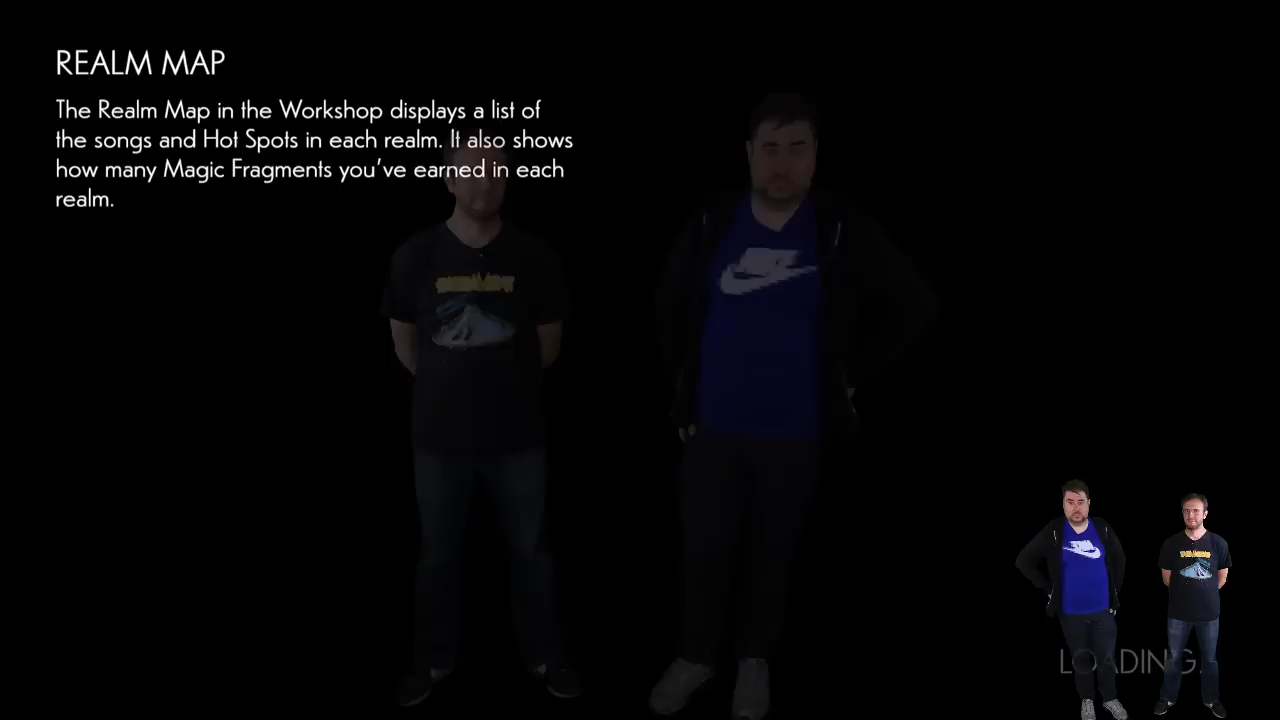 REALM MAP
The Realm Map in the Workshop displays a list of
the songs and Hot Spots in each realm. It also shows
how many Magic Fragments you've earned in each
realm.
LOADING.